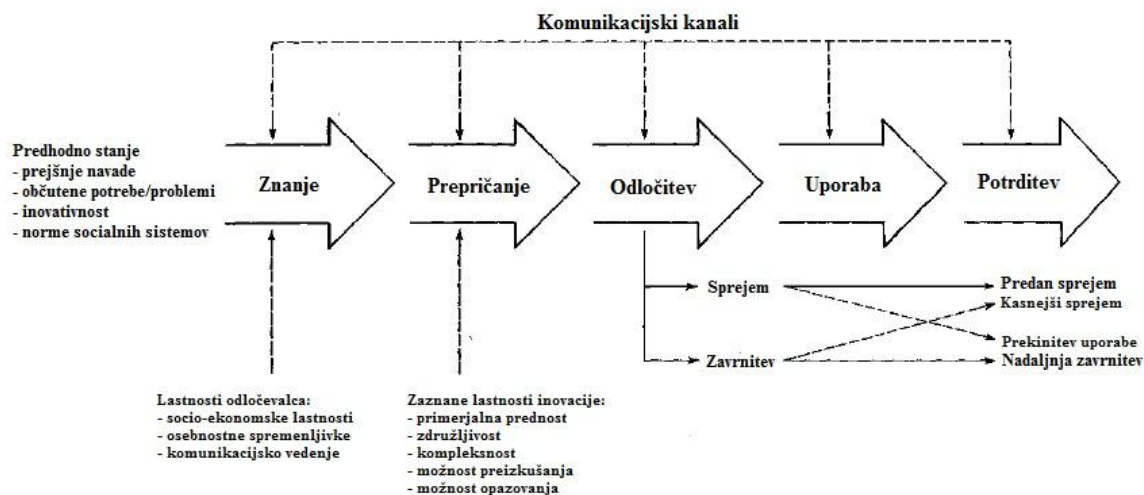 Komunikacijski kanali
Predhodno stanje
- prejšnje navade
- občutene potrebe/problemi
- inovativnost
- norme socialnih sistemov
Znanje
Prepričanje
Odločitev
Uporaba
Potrditev
Sprejem
Zavrnitev
Predan sprejem
Kasnejši sprejem
Prekinitev uporabe
Nadaljnja zavrnitev
Lastnosti odločevalca:
- socio-ekonomske lastnosti
- osebnostne spremenljivke
- komunikacijsko vedenje
Zaznane lastnosti inovacije:
- primerjalna prednost
- združljivost
- kompleksnost
- možnost preizkušanja
- možnost opazovanja